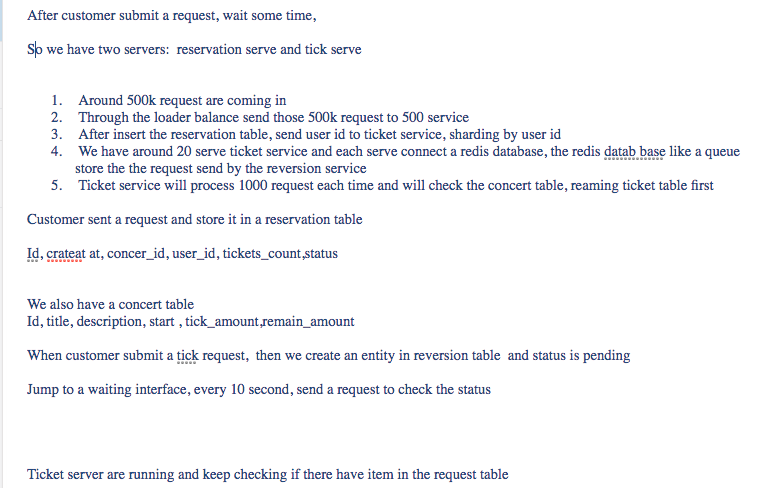 After customer submit a request, wait some time,
So we have two servers: reservation serve and tick serve
1. Around 500k request are coming in
2. Through the loader balance send those 500k request to 500 service
3. After insert the reservation table, send user id to ticket service, sharding by user id
4. We have around 20 serve ticket service and each serve connect a redis database, the redis datab base like a queue
store the the request send by the reversion service
5. Ticket service will process 1000 request each time and will check the concert table, reaming ticket table first
Customer sent a request and store it in a reservation table
Id, crateat at, concer_id, user_id, tickets_count,status
We also have a concert table
Id, title, description, start , tick_amount,remain_amount
When customer submit a tick request, then we create an entity in reversion table and status is pending
Jump to a waiting interface, every 10 second, send a request to check the status
Ticket server are running and keep checking if there have item in the request table